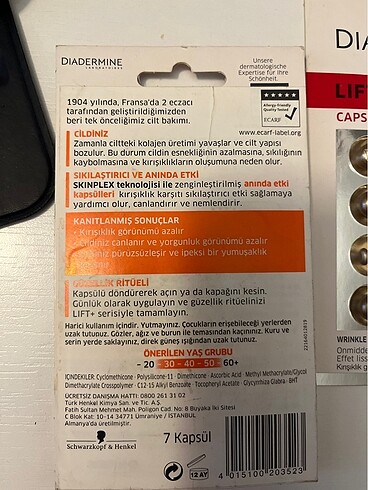 DIADERMINE
LABORATOIRES
Unsere
dermatologische
Expertise für Ihre
Schönheit.
1904 yılında, Fransa'da 2 eczacı
tarafından geliştirildiğimizden
beri tek önceliğimiz cilt bakımı.
Allergy-friendly
Quality Tested
ECARF
www.ecarf-label.org
CİLDİNİZ
Zamanla ciltteki kolajen üretimi yavaşlar ve cilt yapısı
bozulur. Bu durum cildin esnekliğinin azalmasına, sıkılığının
kaybolmasına ve kırışıklıkların oluşumuna neden olur.
SIKILAŞTIRICI VE ANINDA ETKİ
SKINPLEX teknolojisi ile zenginleştirilmiş anında etki
kapsülleri kırışıklık karşıtı sıkılaştırıcı etki sağlamaya
yardımcı olur, canlandırır ve nemlendirir.
KANITLANMIŞ SONUÇLAR
• Kırışıklık görünümü azalır
• Cildiniz canlanır ve yorgunluk görünümü azalır
pürüzsüzleşir ve ipeksi bir yumuşaklık
GÜZELLİK RİTUELİ
Kapsülü döndürerek açın ya da kapağını kesin.
Günlük olarak uygulayın ve güzellik ritüelinizi
LIFT+ serisiyle tamamlayın.
Harici kullanım içindir. Yutmayınız. Çocukların erişebileceği yerlerden
uzak tutunuz. Gözler, ağız ve burun ile temasından kaçınınız. Kuru ve
serin yerde saklayınız, direk güneş ışığından uzak tutunuz.
ÖNERİLEN YAŞ GRUBU
20 - 30 - 40 - 50 - 60+
İÇİNDEKİLER: Cyclomethicone · Polysilicone-11 · Dimethicone · Ascorbic Acid · Methyl Methacrylate/Glycol
Dimethacrylate Crosspolymer · C12-15 Alkyl Benzoate · Tocopheryl Acetate · Glycyrrhiza Glabra · BHT
ÜCRETSİZ DANIŞMA HATTI: 0800 261 31 02
Türk Henkel Kimya San. ve Tic. A.Ş.
Fatih Sultan Mehmet Mah. Poligon Cad. No: 8 Buyaka İki Sitesi
C Blok Kat: 10-14 34771 Ümraniye / İSTANBUL
Almanya'da üretilmiştir.
Schwarzkopf & Henkel
7 Kapsül
12 AY
4 015100 203523
DIA
LIF
CAPS
WRINKLE
Onmidde
Effet liss
Kırışıklık